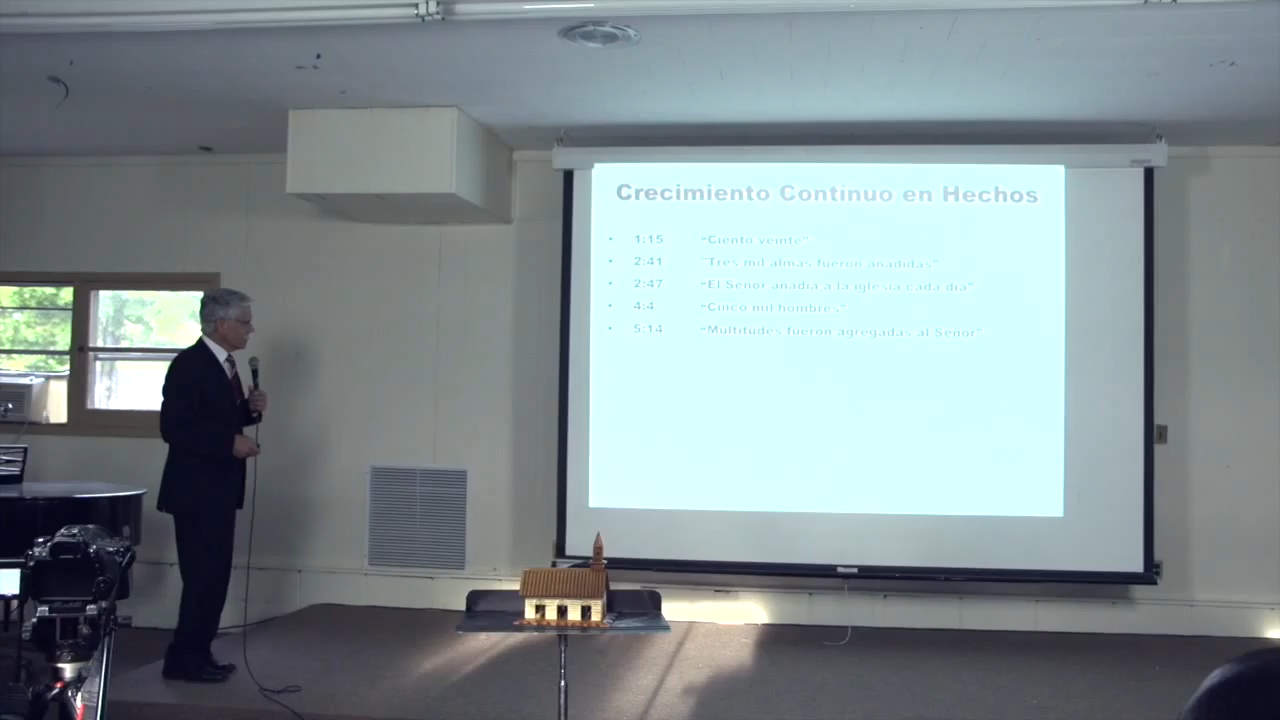 Crecimiento Contínuo en Hechos
• 1:15 “Ciento veinte”
• 2:41 "Tres mil almas fueron añadidas"
• 2:47 “El Señor añadía a la iglesia cada día”
• 4:4 “Cinco mil hombres”
• 5:14 “Multitudes fueron agregadas al Señor”